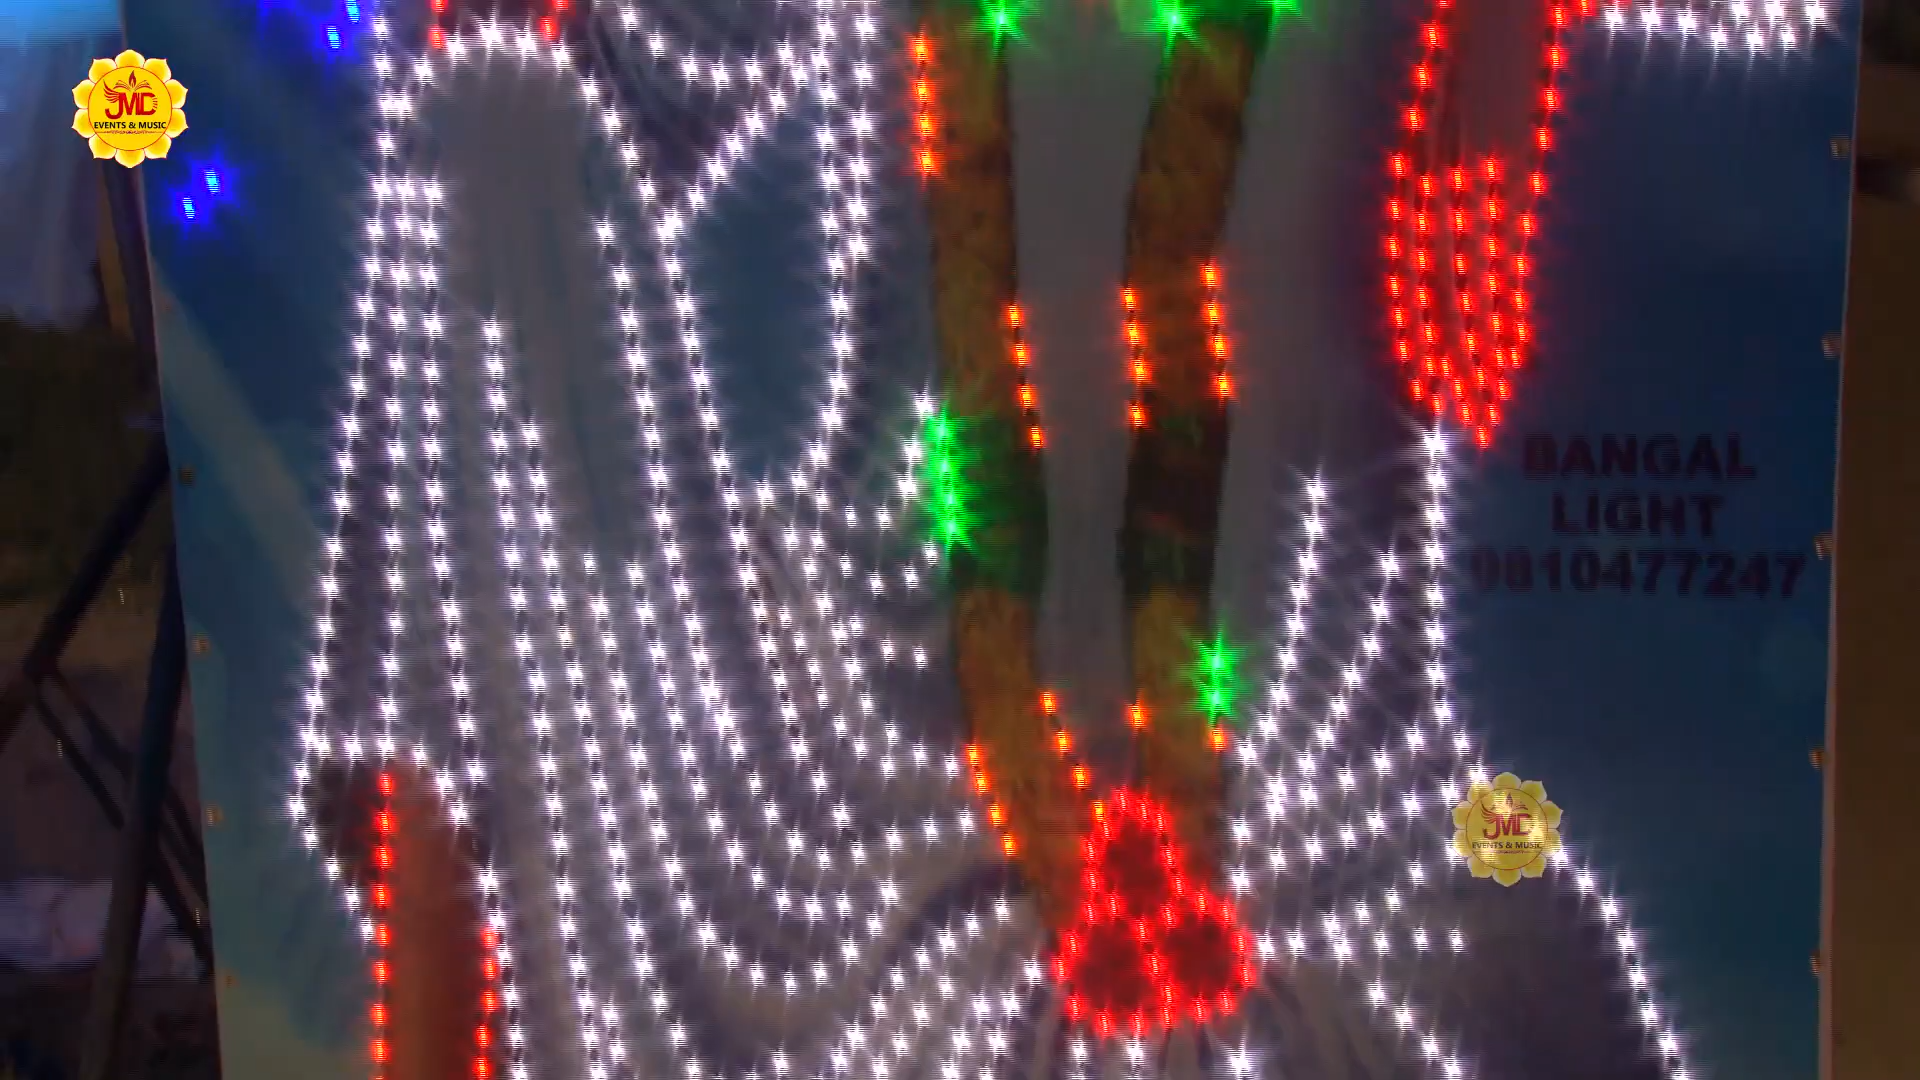 JMD
EVENTS & MUSIC
BANGAL
LIGHT
9810477247
JMD
EVENTS & MUSIC